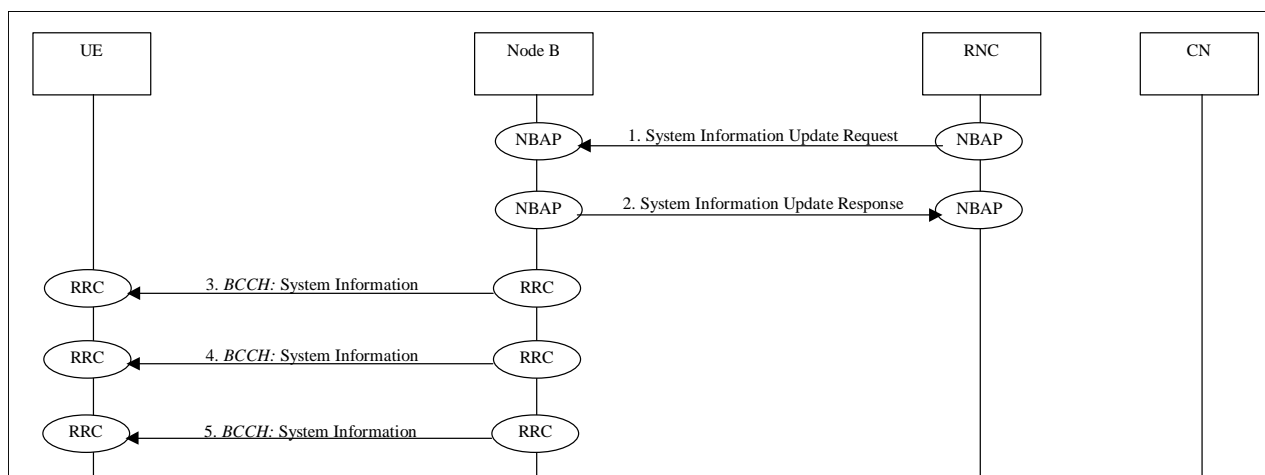 UE Node B RNC CN
NBAP 1. System Information Update Request NBAP
NBAP 2. System Information Update Response NBAP
RRC 3. BCCH: System Information RRC
RRC 4. BCCH: System Information RRC
RRC 5. BCCH: System Information RRC